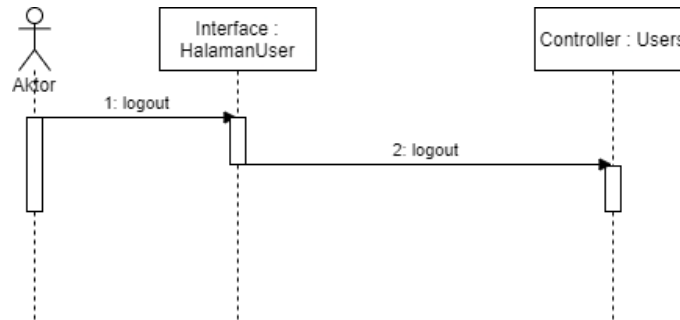 Interface :
HalamanUser
Controller : Users
Aktor
1: logout
2: logout